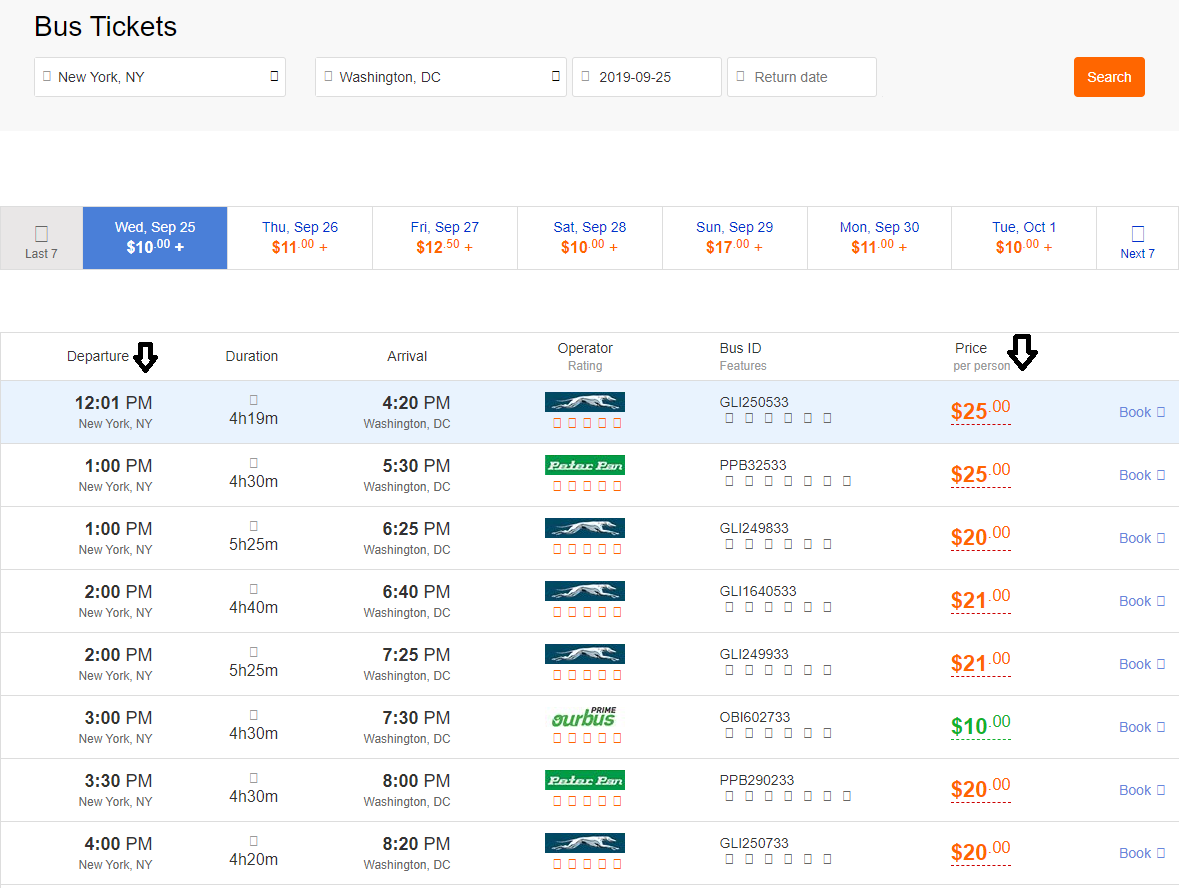 Bus Tickets
New York, NY
Washington, DC
2019-09-25
Return date
Search
Last 7
Wed, Sep 25
$10.00 +
Thu, Sep 26
$11.00 +
Fri, Sep 27
$12.50 +
Sat, Sep 28
$10.00 +
Sun, Sep 29
$17.00 +
Mon, Sep 30
$11.00 +
Tue, Oct 1
$10.00 +
Next 7
Departure
Duration
Arrival
Operator
Rating
Bus ID
Features
Price
per person
12:01 PM
New York, NY
4h19m
4:20 PM
Washington, DC
GLI250533
$25.00
Book
1:00 PM
New York, NY
4h30m
5:30 PM
Washington, DC
Peter Pan
PPB32533
$25.00
Book
1:00 PM
New York, NY
5h25m
6:25 PM
Washington, DC
GLI249833
$20.00
Book
2:00 PM
New York, NY
4h40m
6:40 PM
Washington, DC
GLI1640533
$21.00
Book
2:00 PM
New York, NY
5h25m
7:25 PM
Washington, DC
GLI249933
$21.00
Book
3:00 PM
New York, NY
4h30m
7:30 PM
Washington, DC
PRIME
ourbus
OBI602733
$10.00
Book
3:30 PM
New York, NY
4h30m
8:00 PM
Washington, DC
Peter Pan
PPB290233
$20.00
Book
4:00 PM
New York, NY
4h20m
8:20 PM
Washington, DC
GLI250733
$20.00
Book